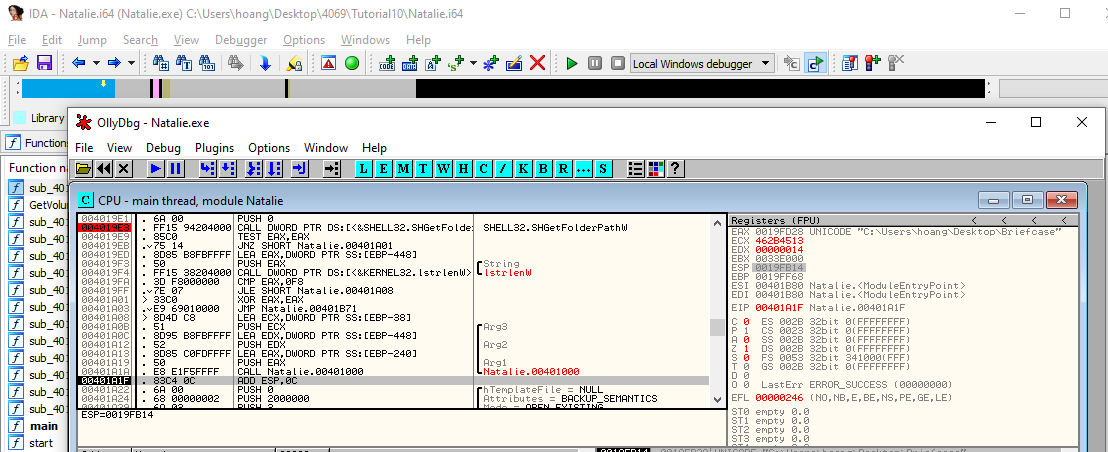 IDA - Natalie.i64 (Natalie.exe) C:\Users\hoang\Desktop\4069\Tutorial10\Natalie.i64
File Edit Jump Search View Debugger Options Windows Help
Local Windows debugger
Library
OllyDbg - Natalie.exe
Functions
File View Debug Plugins Options Window Help
Function na
L E M T W H C / K B R ... S ?
sub_401
GetVolu
sub_401
sub_401
sub_401
sub_401
sub_401
sub_401
sub_401
sub_401
sub_401
sub_401
sub_401
sub_401
main
start
C CPU - main thread, module Natalie
004019E1 . 6A 00 PUSH 0
004019E3 . FF15 94204000 CALL DWORD PTR DS:[<&SHELL32.SHGetFolde: SHELL32.SHGetFolderPathW
004019E9 . 85C0 TEST EAX,EAX
004019EB .v75 14 JNZ SHORT Natalie.00401A01
004019ED . 8D85 B8FBFFFF LEA EAX,DWORD PTR SS:[EBP-448]
004019F3 . 50 PUSH EAX String
004019F4 . FF15 38204000 CALL DWORD PTR DS:[<&KERNEL32.lstrlenW>] lstrlenW
004019FA . 3D F8000000 CMP EAX,0F8
004019FF .v7E 07 JLE SHORT Natalie.00401A08
00401A01 > 33C0 XOR EAX,EAX
00401A03 .vE9 69010000 JMP Natalie.00401B71
00401A08 > 8D4D C8 LEA ECX,DWORD PTR SS:[EBP-38]
00401A0B . 51 PUSH ECX Arg3
00401A0C . 8D95 B8FBFFFF LEA EDX,DWORD PTR SS:[EBP-448]
00401A12 . 52 PUSH EDX Arg2
00401A13 . 8D85 C0FDFFFF LEA EAX,DWORD PTR SS:[EBP-240]
00401A19 . 50 PUSH EAX Arg1
00401A1A . E8 E1F5FFFF CALL Natalie.00401000 Natalie.00401000
00401A1F . 83C4 0C ADD ESP,0C
00401A22 . 6A 00 PUSH 0 hTemplateFile = NULL
00401A24 . 68 00000002 PUSH 2000000 Attributes = BACKUP_SEMANTICS
00401A29 . 6A 03 PUSH 3 Mode = OPEN_EXISTING
ESP=0019FB14
Registers (FPU) < < < <
EAX 0019FD28 UNICODE "C:\Users\hoang\Desktop\Briefcase"
ECX 462B4513
EDX 00000014
EBX 0033E000
ESP 0019FB14
EBP 0019FF68
ESI 00401B80 Natalie.<ModuleEntryPoint>
EDI 00401B80 Natalie.<ModuleEntryPoint>
EIP 00401A1F Natalie.00401A1F
C 0 ES 002B 32bit 0(FFFFFFFF)
P 1 CS 0023 32bit 0(FFFFFFFF)
A 0 SS 002B 32bit 0(FFFFFFFF)
Z 1 DS 002B 32bit 0(FFFFFFFF)
S 0 FS 0053 32bit 341000(FFF)
T 0 GS 002B 32bit 0(FFFFFFFF)
D 0
O 0 LastErr ERROR_SUCCESS (00000000)
EFL 00000246 (NO,NB,E,BE,NS,PE,GE,LE)
ST0 empty 0.0
ST1 empty 0.0
ST2 empty 0.0
ST3 empty 0.0